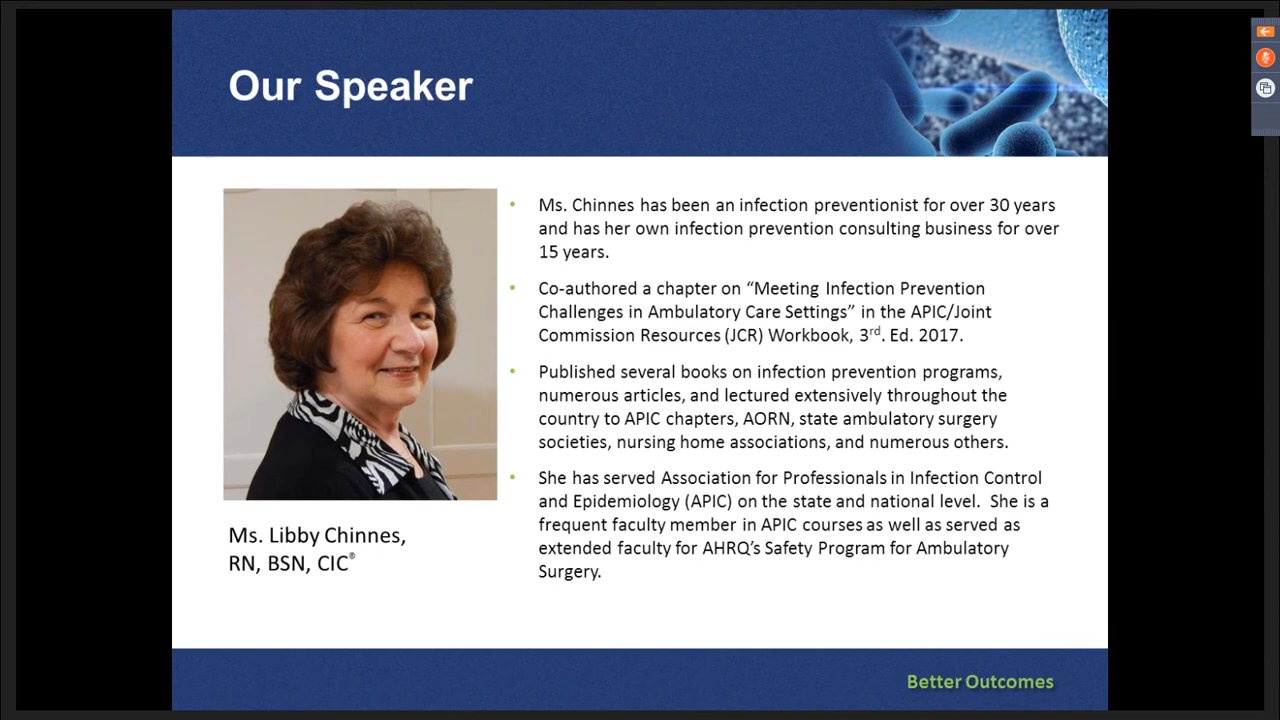 Our Speaker
• Ms. Chinnes has been an infection preventionist for over 30 years
and has her own infection prevention consulting business for over
15 years.
• Co-authored a chapter on “Meeting Infection Prevention
Challenges in Ambulatory Care Settings” in the APIC/Joint
Commission Resources (JCR) Workbook, 3rd. Ed. 2017.
• Published several books on infection prevention programs,
numerous articles, and lectured extensively throughout the
country to APIC chapters, AORN, state ambulatory surgery
societies, nursing home associations, and numerous others.
• She has served Association for Professionals in Infection Control
and Epidemiology (APIC) on the state and national level. She is a
frequent faculty member in APIC courses as well as served as
extended faculty for AHRQ’s Safety Program for Ambulatory
Surgery.
Ms. Libby Chinnes,
RN, BSN, CIC®
Better Outcomes